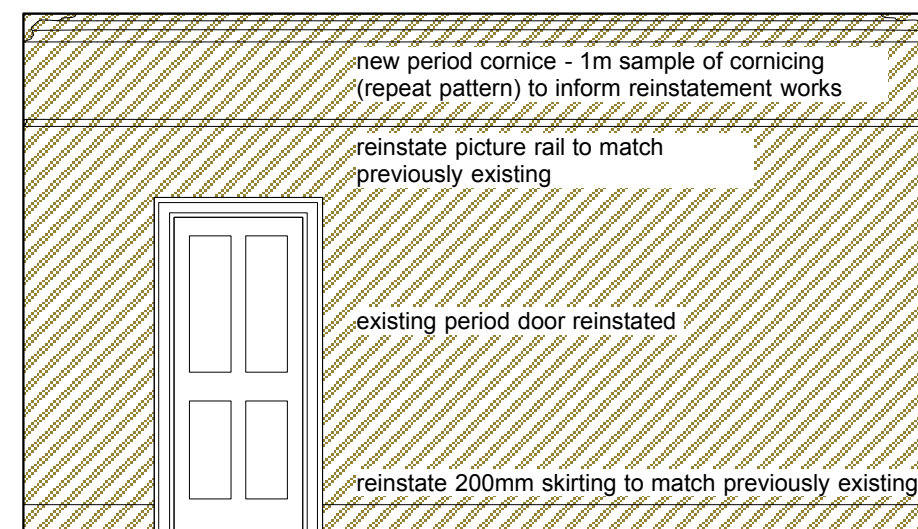 new period cornice - 1m sample of cornicing
(repeat pattern) to inform reinstatement works
reinstate picture rail to match
previously existing
existing period door reinstated
reinstate 200mm skirting to match previously existing